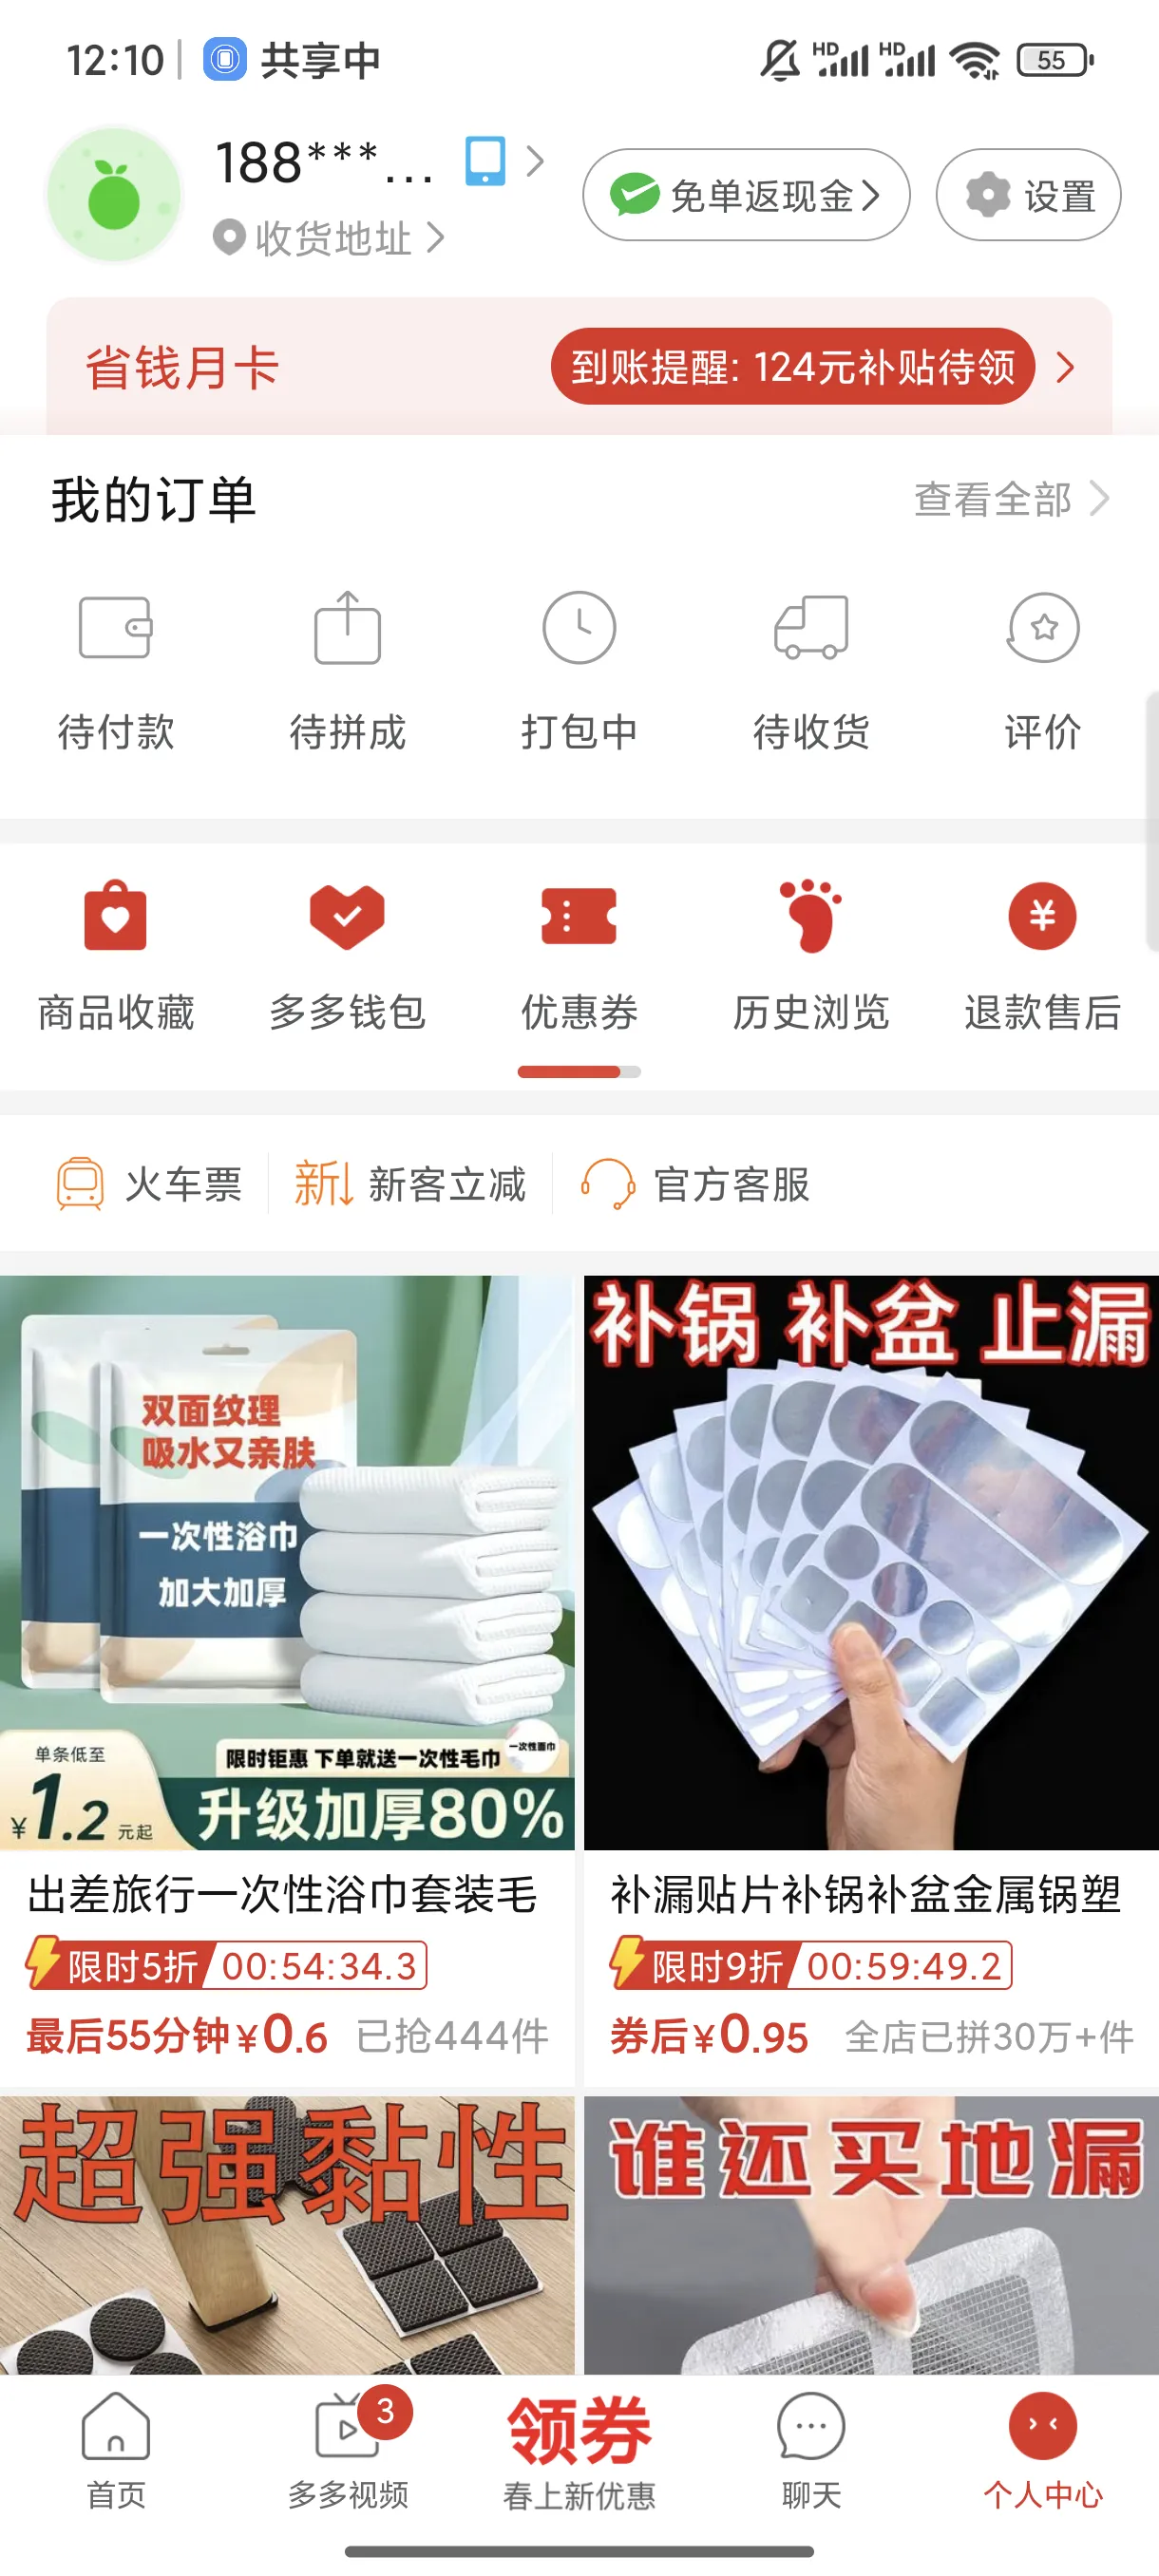 12:10 共享中 HD HD 55
188***...
免单返现金 设置
收货地址
省钱月卡 到账提醒: 124元补贴待领
我的订单 查看全部
待付款 待拼成 打包中 待收货 评价
商品收藏 多多钱包 优惠券 历史浏览 退款售后
火车票 新 新客立减 官方客服
双面纹理
吸水又亲肤
一次性浴巾
加大加厚
单条低至
¥1.2元起
限时钜惠 下单就送一次性毛巾
一次性面巾
升级加厚80%
出差旅行一次性浴巾套装毛
限时5折 00:54:34.3
最后55分钟¥0.6 已抢444件
补锅 补盆 止漏
补漏贴片补锅补盆金属锅塑
限时9折 00:59:49.2
券后¥0.95 全店已拼30万+件
超强黏性
谁还买地漏
首页
3
多多视频
领券
春上新优惠
聊天
个人中心